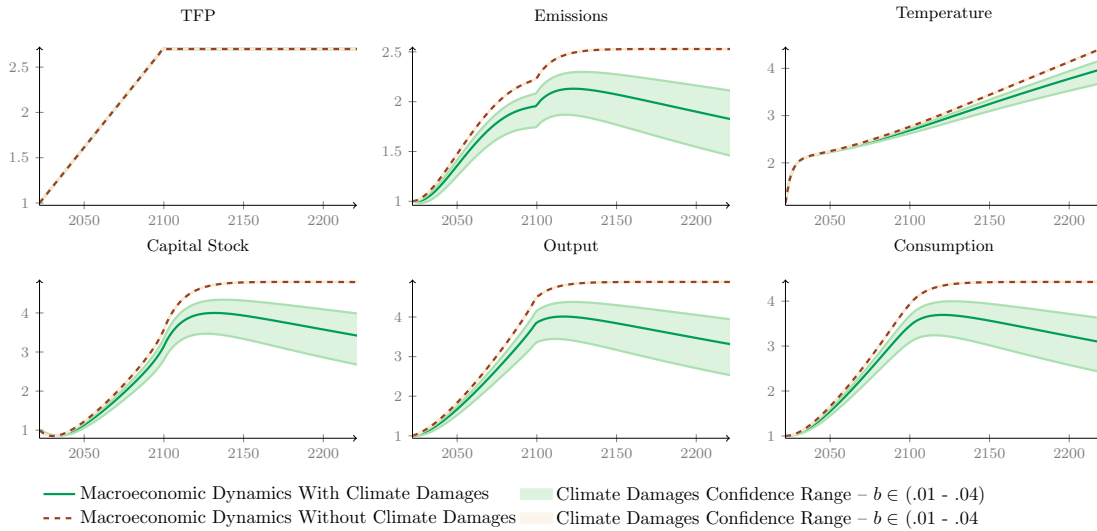 TFP Emissions Temperature
2.5
2
1.5
1
2050 2100 2150 2200
2.5
2
1.5
1
2050 2100 2150 2200
4
3
2
2050 2100 2150 2200
Capital Stock Output Consumption
4
3
2
1
2050 2100 2150 2200
4
3
2
1
2050 2100 2150 2200
4
3
2
1
2050 2100 2150 2200
Macroeconomic Dynamics With Climate Damages Climate Damages Confidence Range – b ∈ (.01 - .04)
Macroeconomic Dynamics Without Climate Damages Climate Damages Confidence Range – b ∈ (.01 - .04